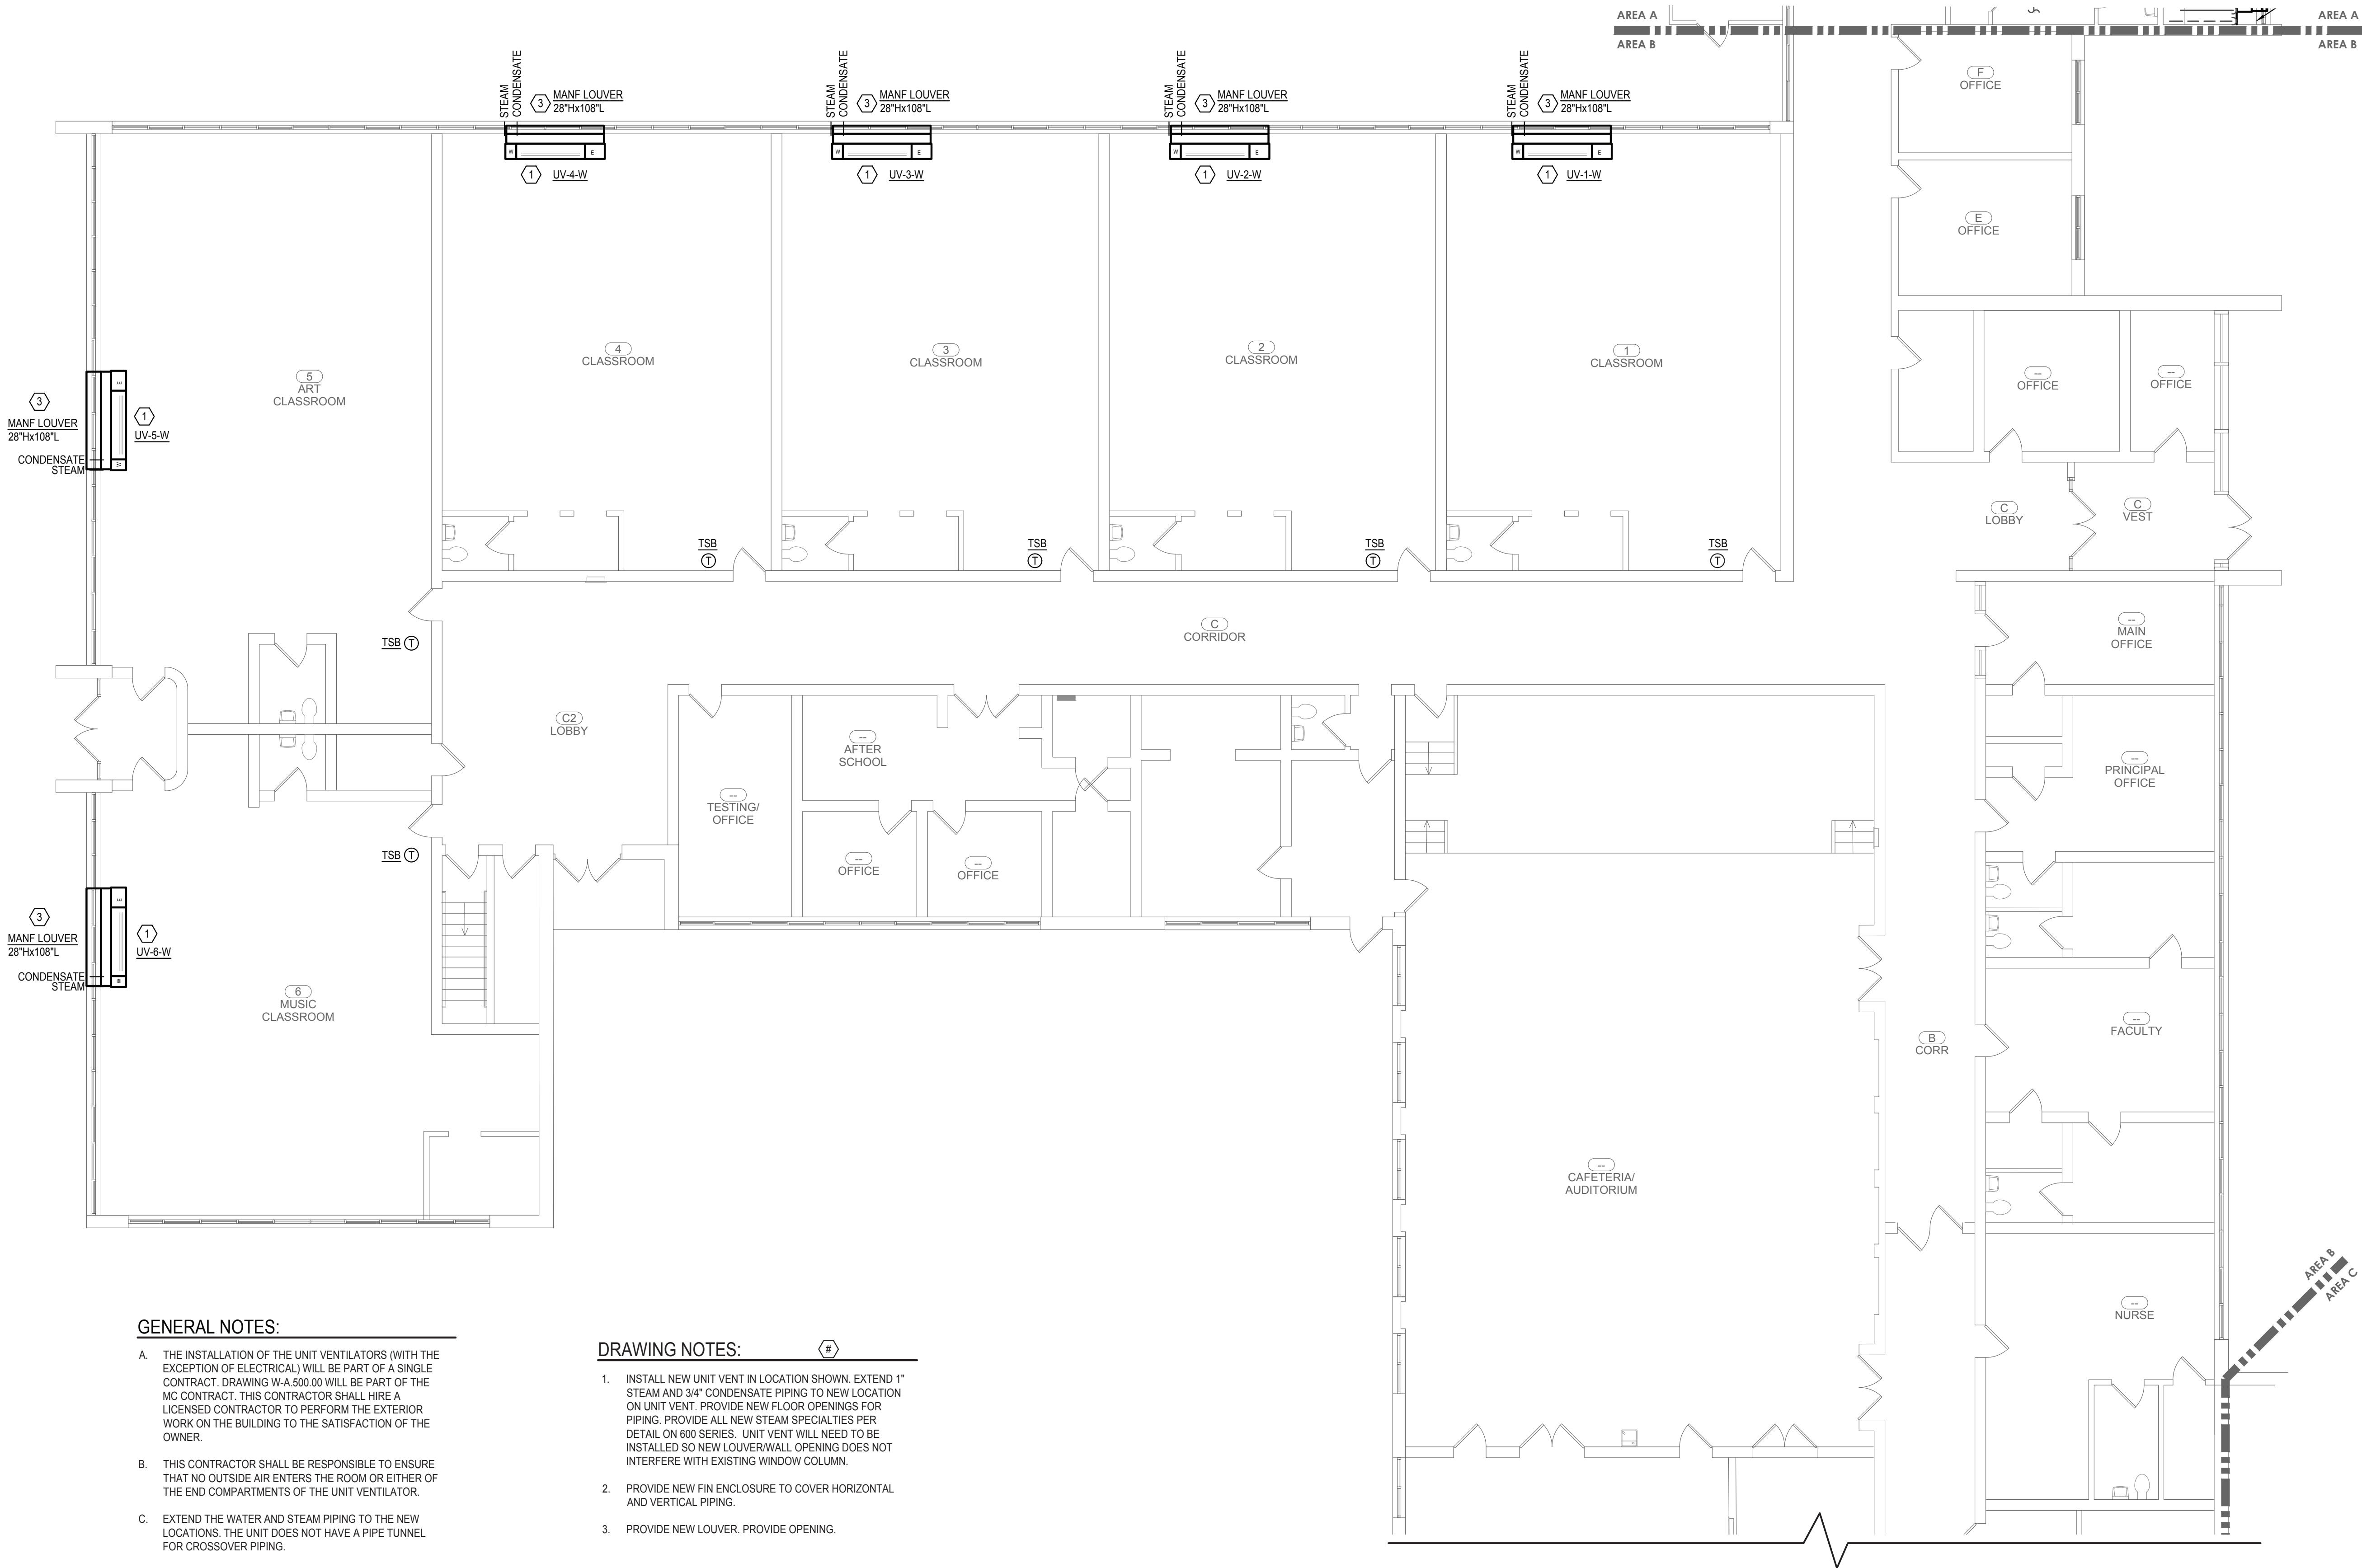 AREA A
AREA B
AREA A
AREA B
STEAM
CONDENSATE
3
MANF LOUVER
28"Hx108"L
STEAM
CONDENSATE
3
MANF LOUVER
28"Hx108"L
STEAM
CONDENSATE
3
MANF LOUVER
28"Hx108"L
STEAM
CONDENSATE
3
MANF LOUVER
28"Hx108"L
W E
W E
W E
W E
1 UV-4-W
1 UV-3-W
1 UV-2-W
1 UV-1-W
F
OFFICE
E
OFFICE
4
CLASSROOM
3
CLASSROOM
2
CLASSROOM
1
CLASSROOM
5
ART
CLASSROOM
--
OFFICE
--
OFFICE
3
MANF LOUVER
28"Hx108"L
CONDENSATE
STEAM
E
W
1
UV-5-W
C
LOBBY
C
VEST
TSB
T
TSB
T
TSB
T
TSB
T
TSB T
C
CORRIDOR
--
MAIN
OFFICE
C2
LOBBY
--
AFTER
SCHOOL
--
PRINCIPAL
OFFICE
--
TESTING/
OFFICE
TSB T
--
OFFICE
--
OFFICE
3
MANF LOUVER
28"Hx108"L
CONDENSATE
STEAM
E
W
1
UV-6-W
6
MUSIC
CLASSROOM
--
FACULTY
B
CORR
--
CAFETERIA/
AUDITORIUM
--
NURSE
AREA B
AREA C
GENERAL NOTES:
A. THE INSTALLATION OF THE UNIT VENTILATORS (WITH THE
EXCEPTION OF ELECTRICAL) WILL BE PART OF A SINGLE
CONTRACT. DRAWING W-A.500.00 WILL BE PART OF THE
MC CONTRACT. THIS CONTRACTOR SHALL HIRE A
LICENSED CONTRACTOR TO PERFORM THE EXTERIOR
WORK ON THE BUILDING TO THE SATISFACTION OF THE
OWNER.
B. THIS CONTRACTOR SHALL BE RESPONSIBLE TO ENSURE
THAT NO OUTSIDE AIR ENTERS THE ROOM OR EITHER OF
THE END COMPARTMENTS OF THE UNIT VENTILATOR.
C. EXTEND THE WATER AND STEAM PIPING TO THE NEW
LOCATIONS. THE UNIT DOES NOT HAVE A PIPE TUNNEL
FOR CROSSOVER PIPING.
DRAWING NOTES: #
1. INSTALL NEW UNIT VENT IN LOCATION SHOWN. EXTEND 1"
STEAM AND 3/4" CONDENSATE PIPING TO NEW LOCATION
ON UNIT VENT. PROVIDE NEW FLOOR OPENINGS FOR
PIPING. PROVIDE ALL NEW STEAM SPECIALTIES PER
DETAIL ON 600 SERIES. UNIT VENT WILL NEED TO BE
INSTALLED SO NEW LOUVER/WALL OPENING DOES NOT
INTERFERE WITH EXISTING WINDOW COLUMN.
2. PROVIDE NEW FIN ENCLOSURE TO COVER HORIZONTAL
AND VERTICAL PIPING.
3. PROVIDE NEW LOUVER. PROVIDE OPENING.